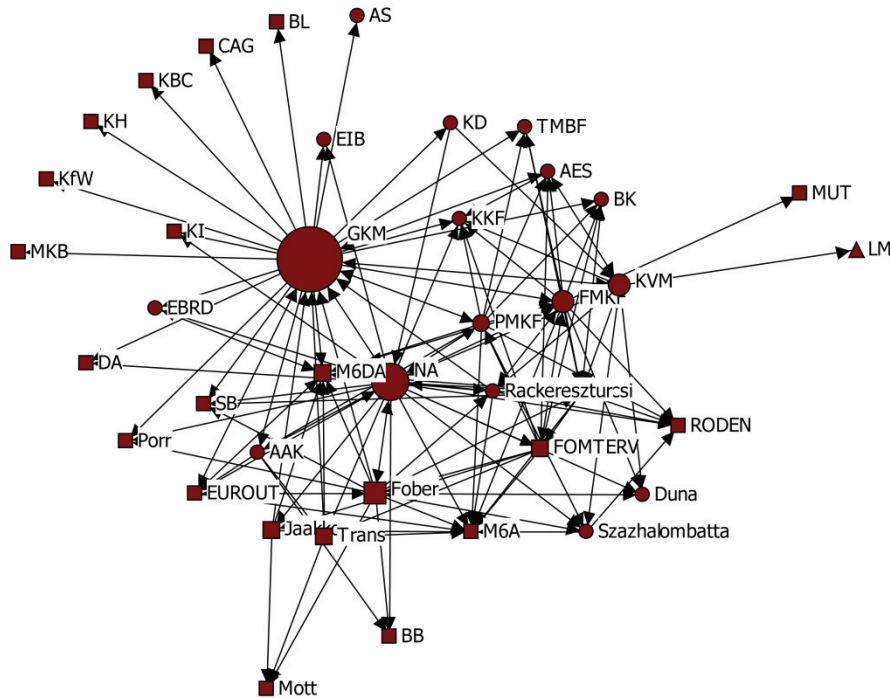 BL
AS
CAG
KBC
KH
EIB
KD
TMBF
AES
KfW
BK
MUT
KKF
KI
GKM
MKB
LM
KVM
EBRD
FMKF
PMKF
DA
M6DA
NA
SB
RODEN
Porr
AAK
FOMTERV
EUROUT
Fober
Duna
Trans
M6A
Szazhalombatta
BB
Mott